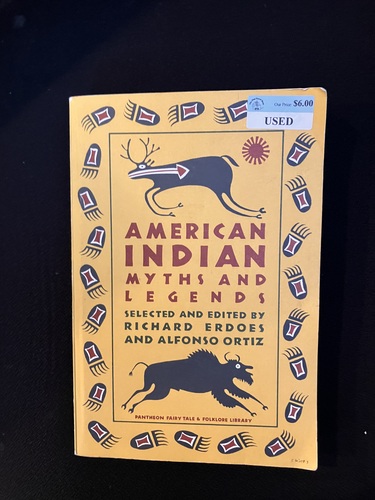 Our Price: $6.00
USED
AMERICAN
INDIAN
MYTHS AND
LEGENDS
SELECTED AND EDITED BY
RICHARD ERDOES
AND ALFONSO ORTIZ
PANTHEON FAIRY TALE & FOLKLORE LIBRARY